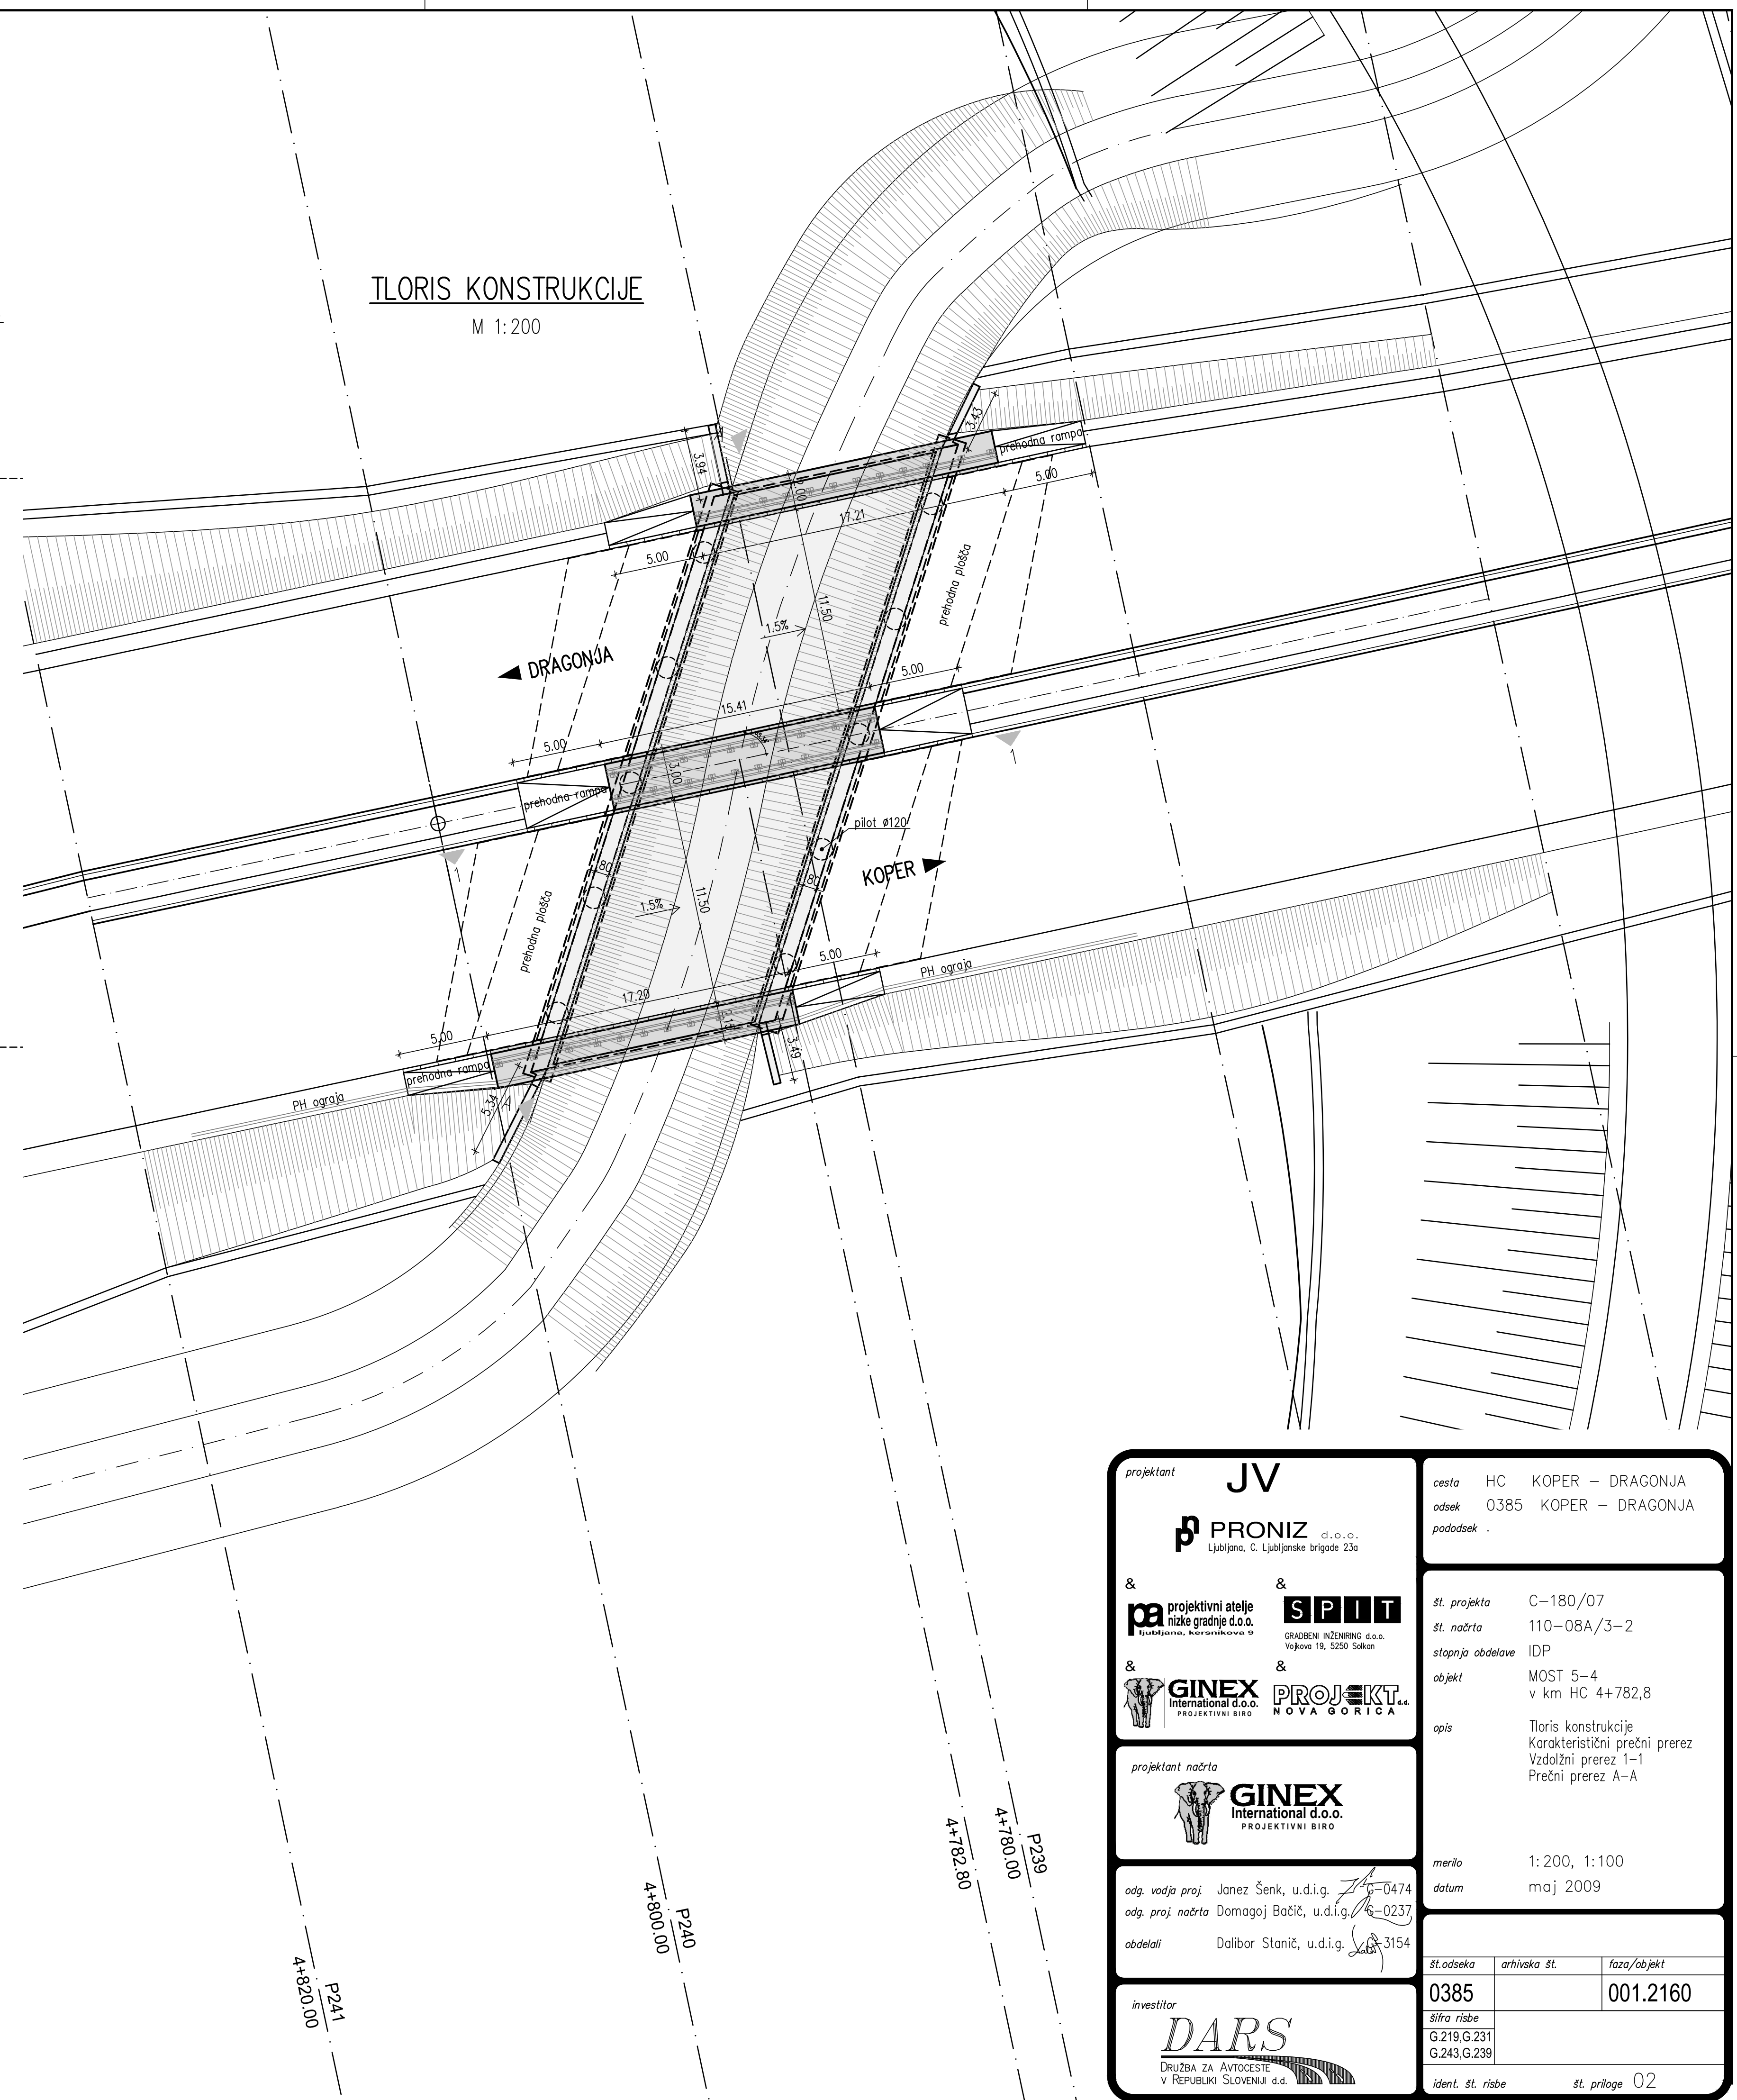 TLORIS KONSTRUKCIJE
M 1:200
3.94
3.43
prehodna rampa
5.00
17.21
5.00
prehodna plošča
11.50
1.5%
DRAGONJA
5.00
15.41
5.00
3.00
prehodna rampa
1
1
pilot ø120
KOPER
80
80
11.50
1.5%
prehodna plošča
5.00
PH ograja
17.20
5.00
3.49
prehodna rampa
PH ograja
5.34
A
P239
4+780.00
4+782.80
P240
4+800.00
P241
4+820.00
projektant
JV
PRONIZ d.o.o.
Ljubljana, C. Ljubljanske brigade 23a
&
pa projektivni atelje
nizke gradnje d.o.o.
ljubljana, kersnikova 9
&
SPIT
GRADBENI INŽENIRING d.o.o.
Vojkova 19, 5250 Solkan
&
GINEX
International d.o.o.
PROJEKTIVNI BIRO
&
PROJEKT d.d.
NOVA GORICA
projektant načrta
GINEX
International d.o.o.
PROJEKTIVNI BIRO
odg. vodja proj. Janez Šenk, u.d.i.g. G-0474
odg. proj. načrta Domagoj Bačič, u.d.i.g. G-0237
obdelali Dalibor Stanič, u.d.i.g. G-3154
investitor
DARS
DRUŽBA ZA AVTOCESTE
V REPUBLIKI SLOVENIJI d.d.
cesta HC KOPER – DRAGONJA
odsek 0385 KOPER – DRAGONJA
pododsek .
št. projekta C-180/07
št. načrta 110-08A/3-2
stopnja obdelave IDP
objekt MOST 5-4
v km HC 4+782,8
opis Tloris konstrukcije
Karakteristični prečni prerez
Vzdolžni prerez 1-1
Prečni prerez A-A
merilo 1:200, 1:100
datum maj 2009
št.odseka arhivska št. faza/objekt
0385 001.2160
šifra risbe
G.219,G.231
G.243,G.239
ident. št. risbe št. priloge 02